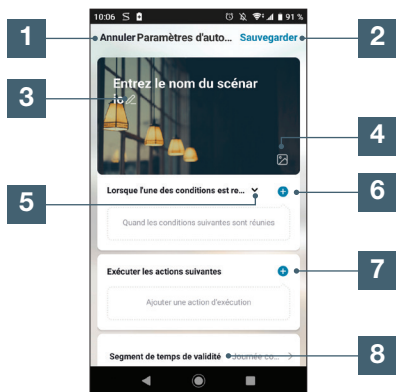 10:06 S 91 %
1 Annuler Paramètres d'auto... Sauvegarder 2
3 Entrez le nom du scénar
io
4
5 Lorsque l'une des conditions est re... 6
Quand les conditions suivantes sont réunies
Exécuter les actions suivantes 7
Ajouter une action d'exécution
Segment de temps de validité Journée co... 8